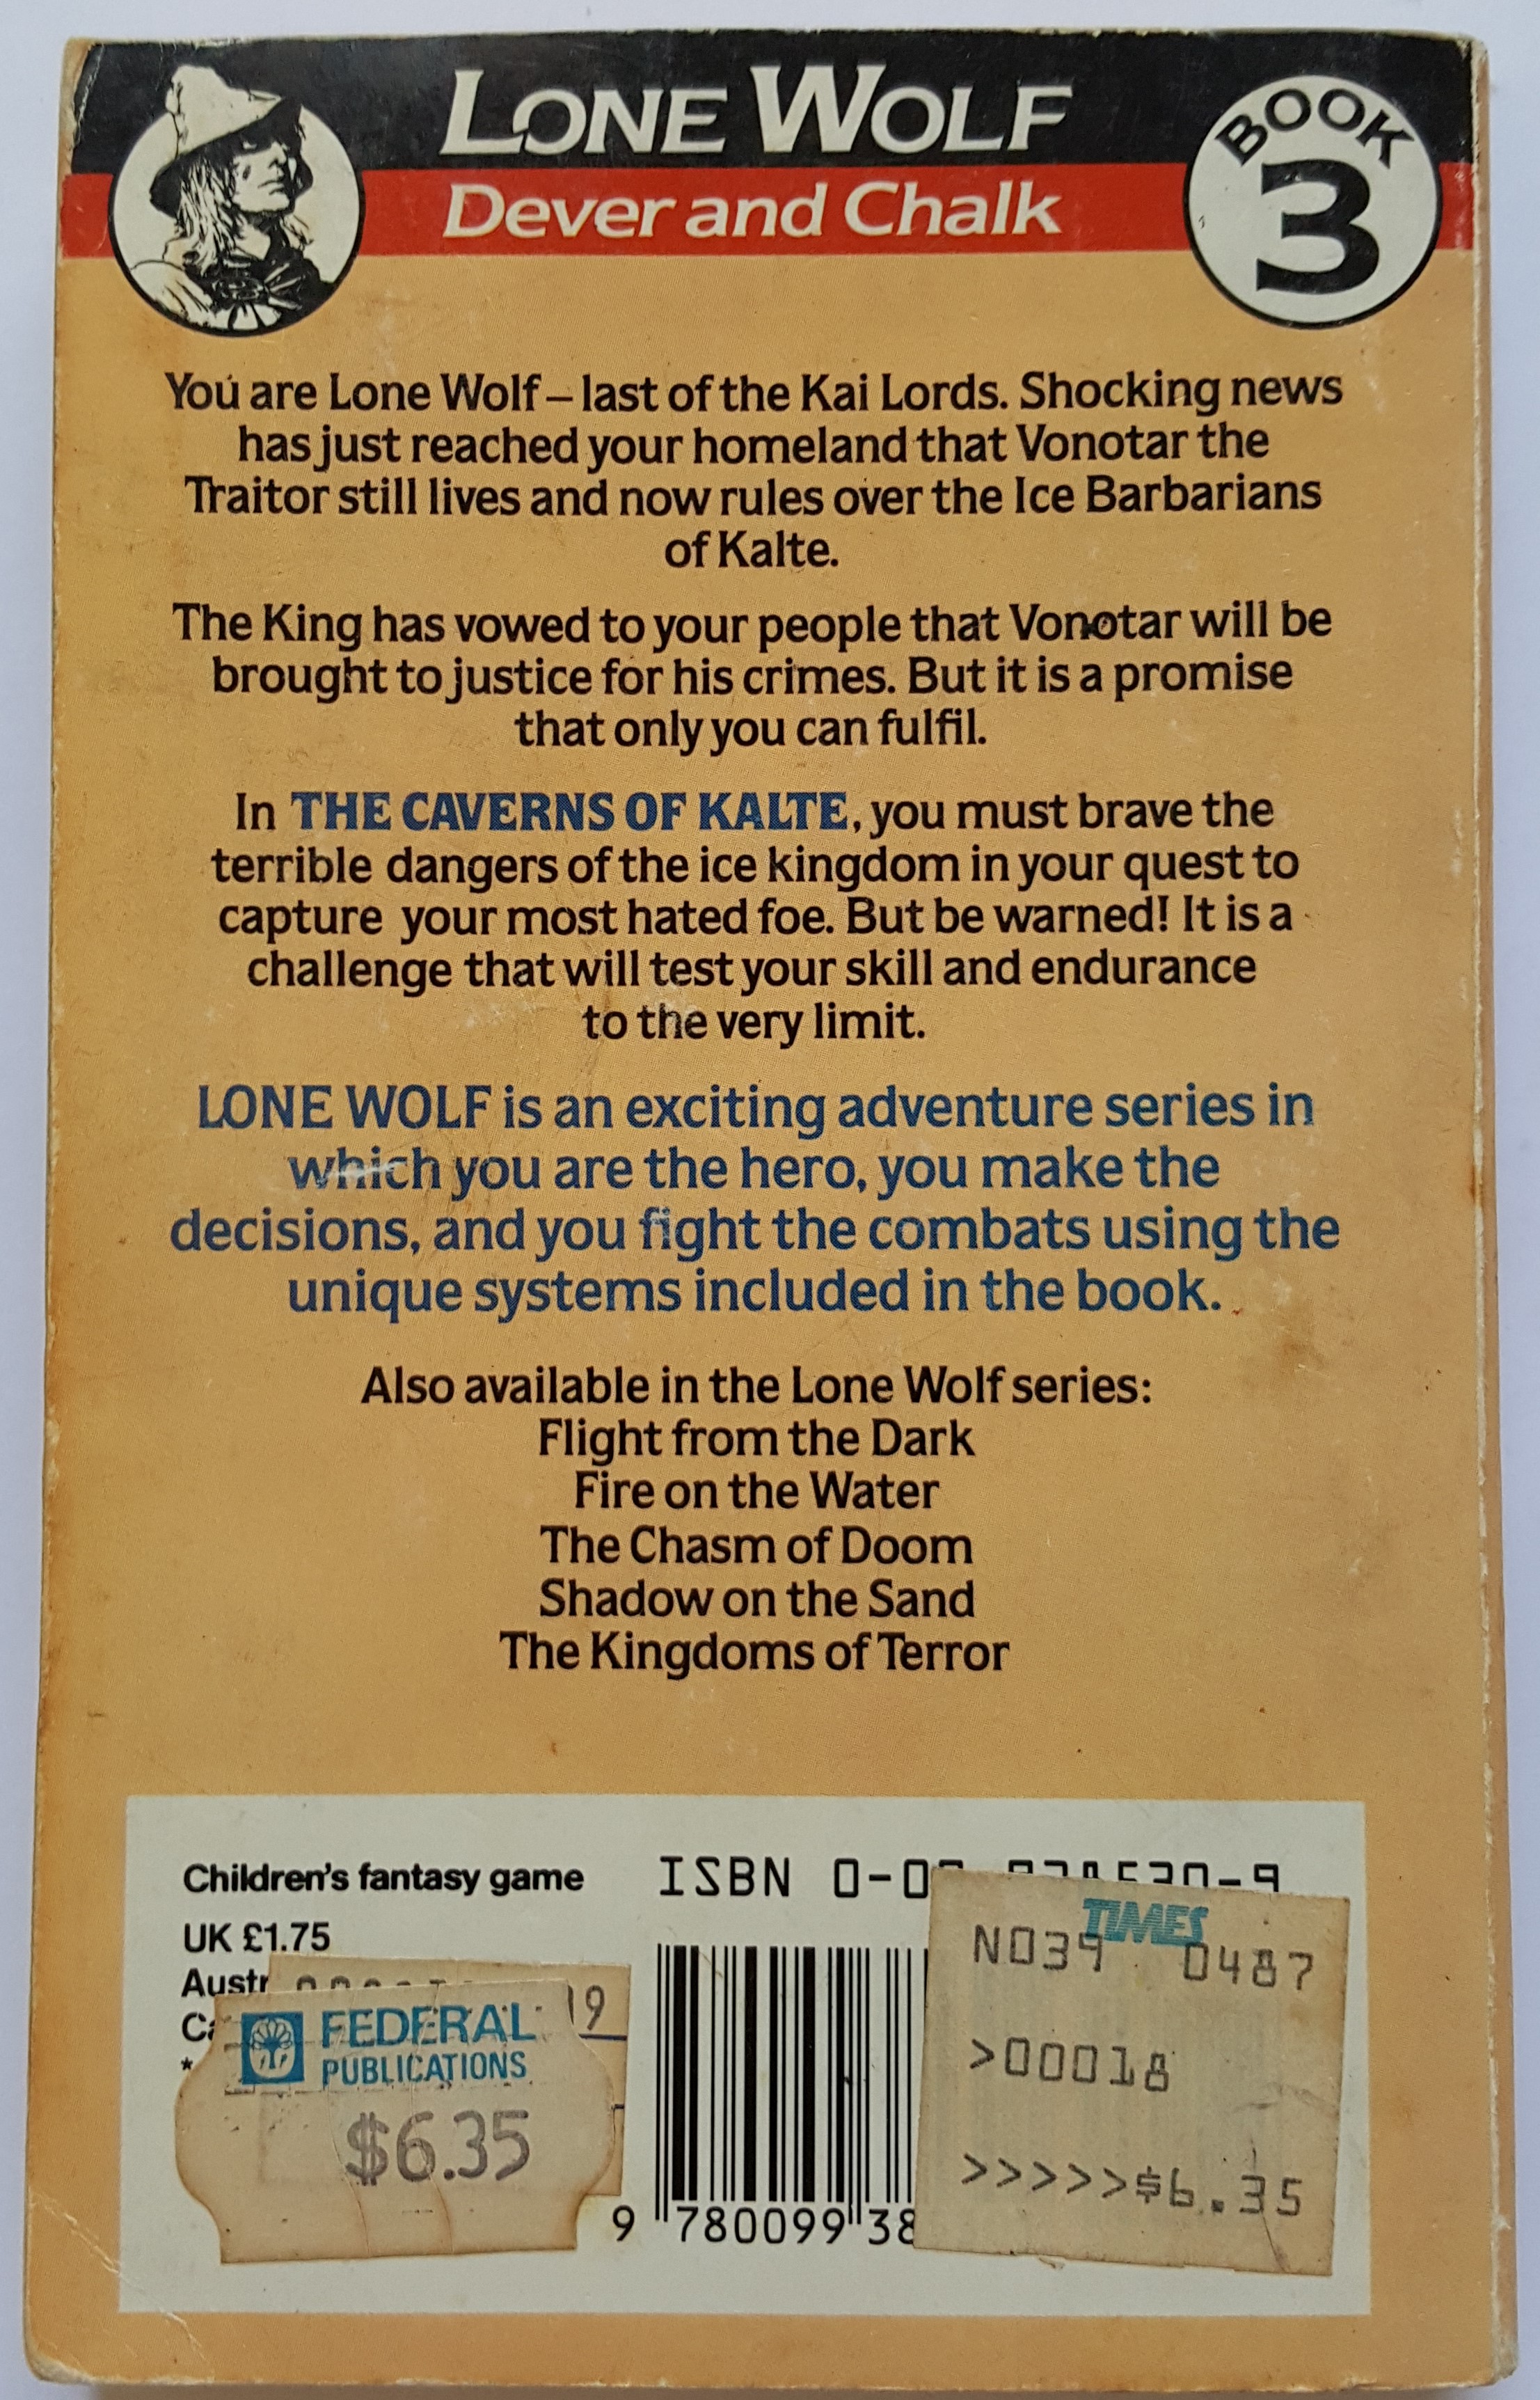 LONE WOLF
Dever and Chalk
BOOK
3
You are Lone Wolf – last of the Kai Lords. Shocking news
has just reached your homeland that Vonotar the
Traitor still lives and now rules over the Ice Barbarians
of Kalte.
The King has vowed to your people that Vonotar will be
brought to justice for his crimes. But it is a promise
that only you can fulfil.
In THE CAVERNS OF KALTE, you must brave the
terrible dangers of the ice kingdom in your quest to
capture your most hated foe. But be warned! It is a
challenge that will test your skill and endurance
to the very limit.
LONE WOLF is an exciting adventure series in
which you are the hero, you make the
decisions, and you fight the combats using the
unique systems included in the book.
Also available in the Lone Wolf series:
Flight from the Dark
Fire on the Water
The Chasm of Doom
Shadow on the Sand
The Kingdoms of Terror
Children's fantasy game
UK £1.75
Austr
*
19
FEDERAL
PUBLICATIONS
$6.35
ISBN 0-0
-9
9 780099 38
TIMES
N039 0487
>00018
>>>>>$6.35